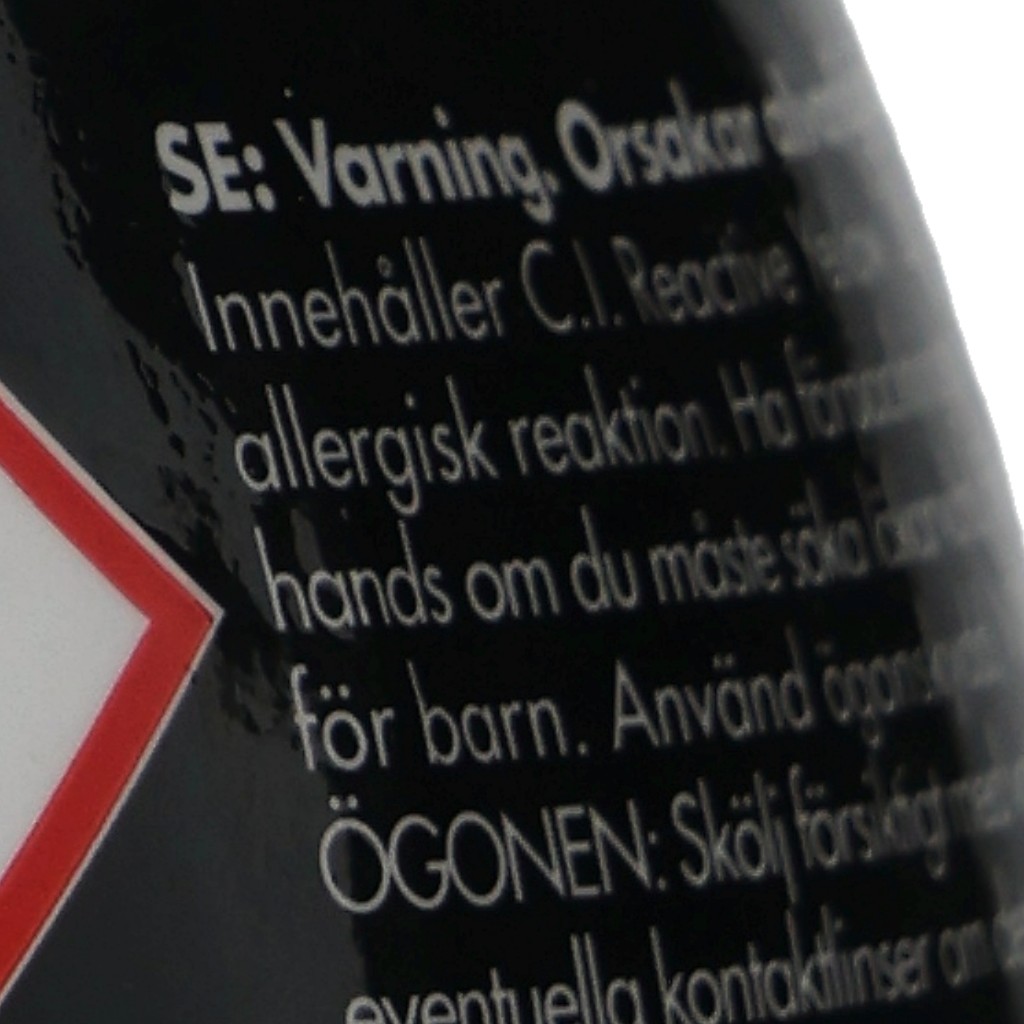 SE: Varning. Orsakar
Innehåller C.I. Reactive
allergisk reaktion. Ha
hands om du måste söka
för barn. Använd
ÖGONEN: Skölj försiktigt
eventuella kontaktlinser om